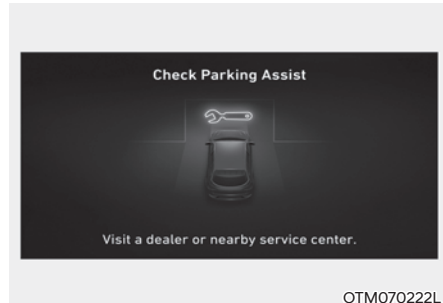 Check Parking Assist
Visit a dealer or nearby service center.
OTM070222L